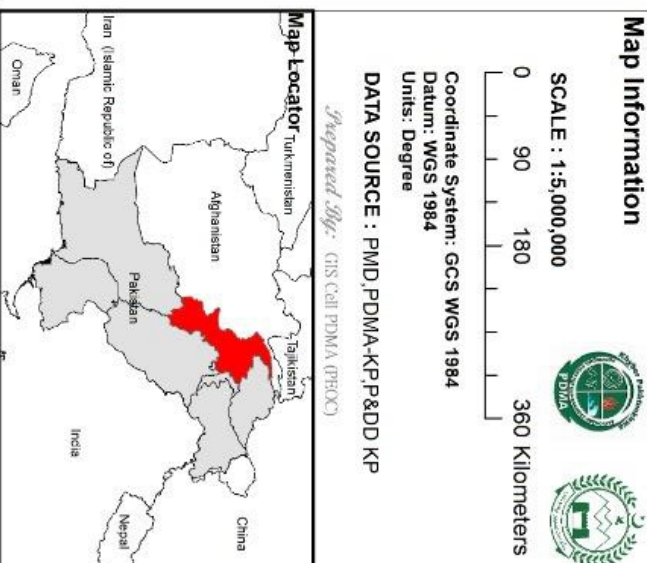 Map Information
SCALE : 1:5,000,000
0 90 180 360 Kilometers
Coordinate System: GCS WGS 1984
Datum: WGS 1984
Units: Degree
DATA SOURCE : PMD,PDMA-KP,P&DD KP
Prepared By: GIS Cell PDMA (PEOC)
Map Locator
Turkmenistan
Tajikistan
China
Afghanistan
Iran (Islamic Republic of)
Pakistan
Nepal
India
Oman
PDMA